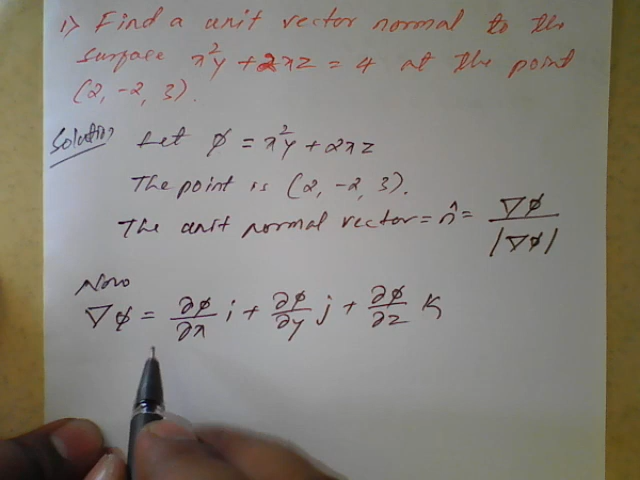 1) Find a unit vector normal to the
surface x²y + 2xz = 4 at the point
(2, -2, 3).
Solution Let φ = x²y + 2xz
The point is (2, -2, 3).
The unit normal vector = n̂ = ∇φ / |∇φ|
Now
∇φ = ∂φ/∂x i + ∂φ/∂y j + ∂φ/∂z k